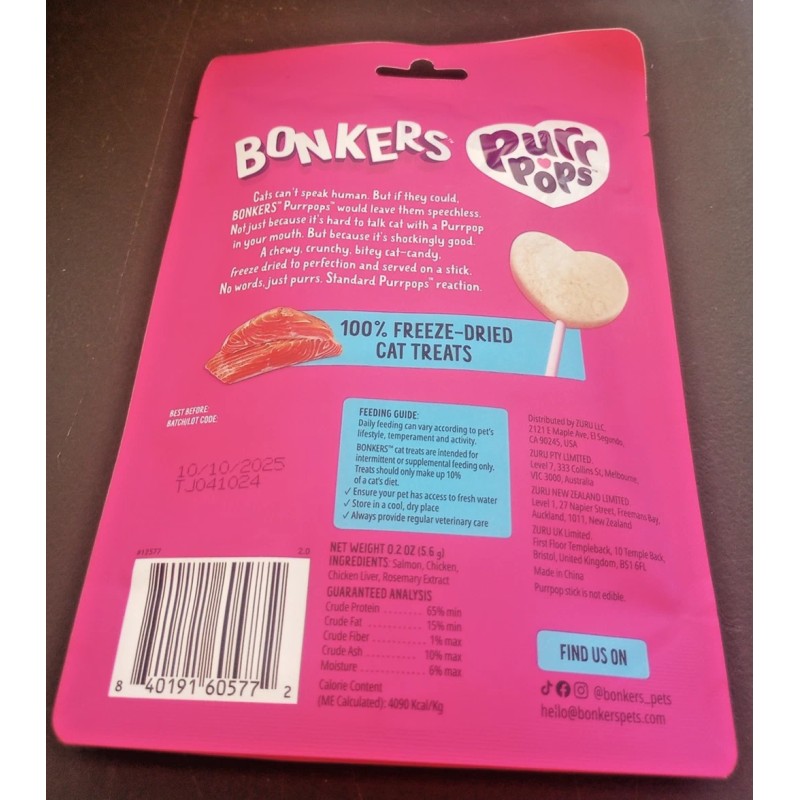 BONKERS™
Purr Pops™
Cats can't speak human. But if they could,
BONKERS™ Purrpops™ would leave them speechless.
Not just because it's hard to talk cat with a Purrpop
in your mouth. But because it's shockingly good.
A chewy, crunchy, bitey cat-candy.
Freeze dried to perfection and served on a stick.
No words, just purrs. Standard Purrpops™ reaction.
100% FREEZE-DRIED
CAT TREATS
BEST BEFORE:
BATCH/LOT CODE:
10/10/2025
TJ041024
FEEDING GUIDE:
Daily feeding can vary according to pet's
lifestyle, temperament and activity.
BONKERS™ cat treats are intended for
intermittent or supplemental feeding only.
Treats should only make up 10%
of a cat's diet.
✓ Ensure your pet has access to fresh water
✓ Store in a cool, dry place
✓ Always provide regular veterinary care
Distributed by ZURU LLC,
2121 E Maple Ave, El Segundo,
CA 90245, USA
ZURU PTY LIMITED.
Level 7, 333 Collins St, Melbourne,
VIC 3000, Australia
ZURU NEW ZEALAND LIMITED
Level 1, 27 Napier Street, Freemans Bay,
Auckland, 1011, New Zealand
ZURU UK Limited.
First Floor Templeback, 10 Temple Back,
Bristol, United Kingdom, BS1 6FL
Made in China
Purrpop stick is not edible.
#12577
2.0
8 40191 60577 2
NET WEIGHT 0.2 OZ (5.6 g)
INGREDIENTS: Salmon, Chicken,
Chicken Liver, Rosemary Extract
GUARANTEED ANALYSIS
Crude Protein .......... 65% min
Crude Fat .......... 15% min
Crude Fiber .......... 1% max
Crude Ash .......... 10% max
Moisture .......... 6% max
Calorie Content
(ME Calculated): 4090 Kcal/Kg
FIND US ON
@bonkers_pets
hello@bonkerspets.com